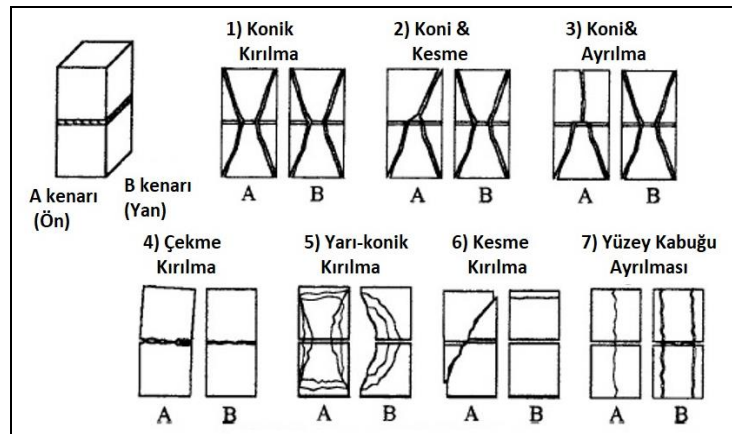 1) Konik
Kırılma
2) Koni &
Kesme
3) Koni&
Ayrılma
A kenarı
(Ön)
B kenarı
(Yan)
A
B
A
B
A
B
4) Çekme
Kırılma
5) Yarı-konik
Kırılma
6) Kesme
Kırılma
7) Yüzey Kabuğu
Ayrılması
A
B
A
B
A
B
A
B